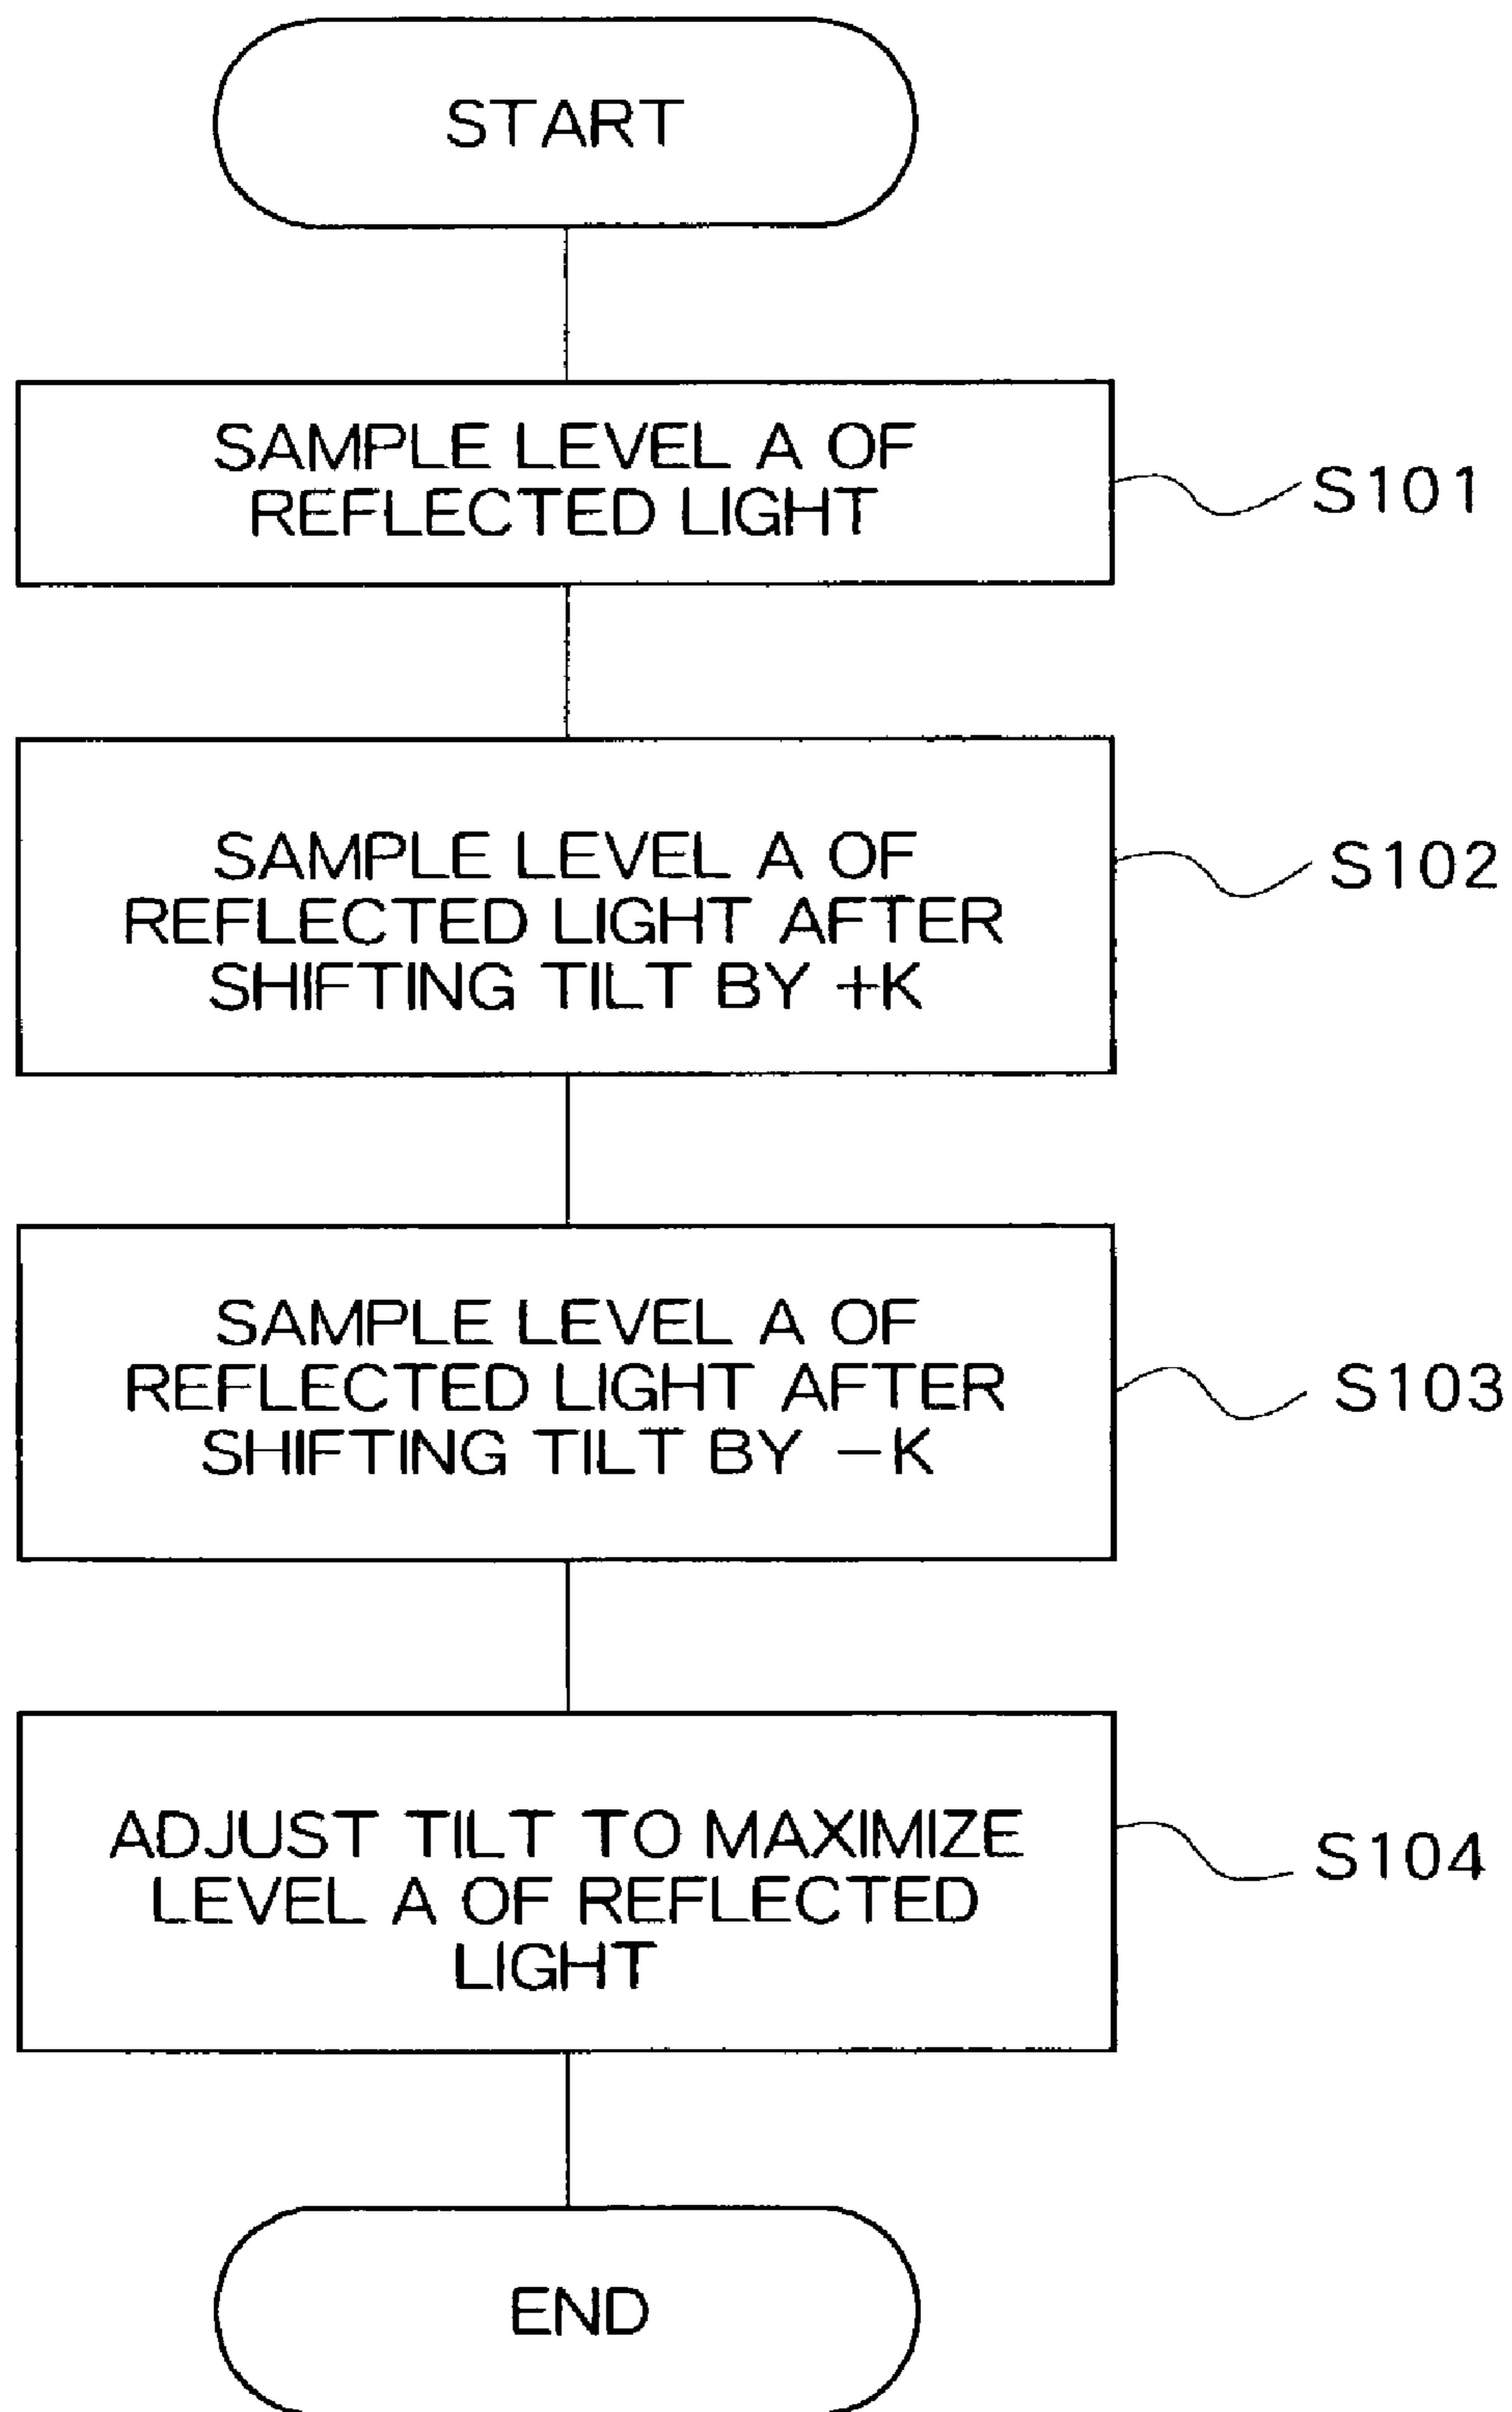 START
SAMPLE LEVEL A OF
REFLECTED LIGHT
S101
SAMPLE LEVEL A OF
REFLECTED LIGHT AFTER
SHIFTING TILT BY +K
S102
SAMPLE LEVEL A OF
REFLECTED LIGHT AFTER
SHIFTING TILT BY −K
S103
ADJUST TILT TO MAXIMIZE
LEVEL A OF REFLECTED
LIGHT
S104
END